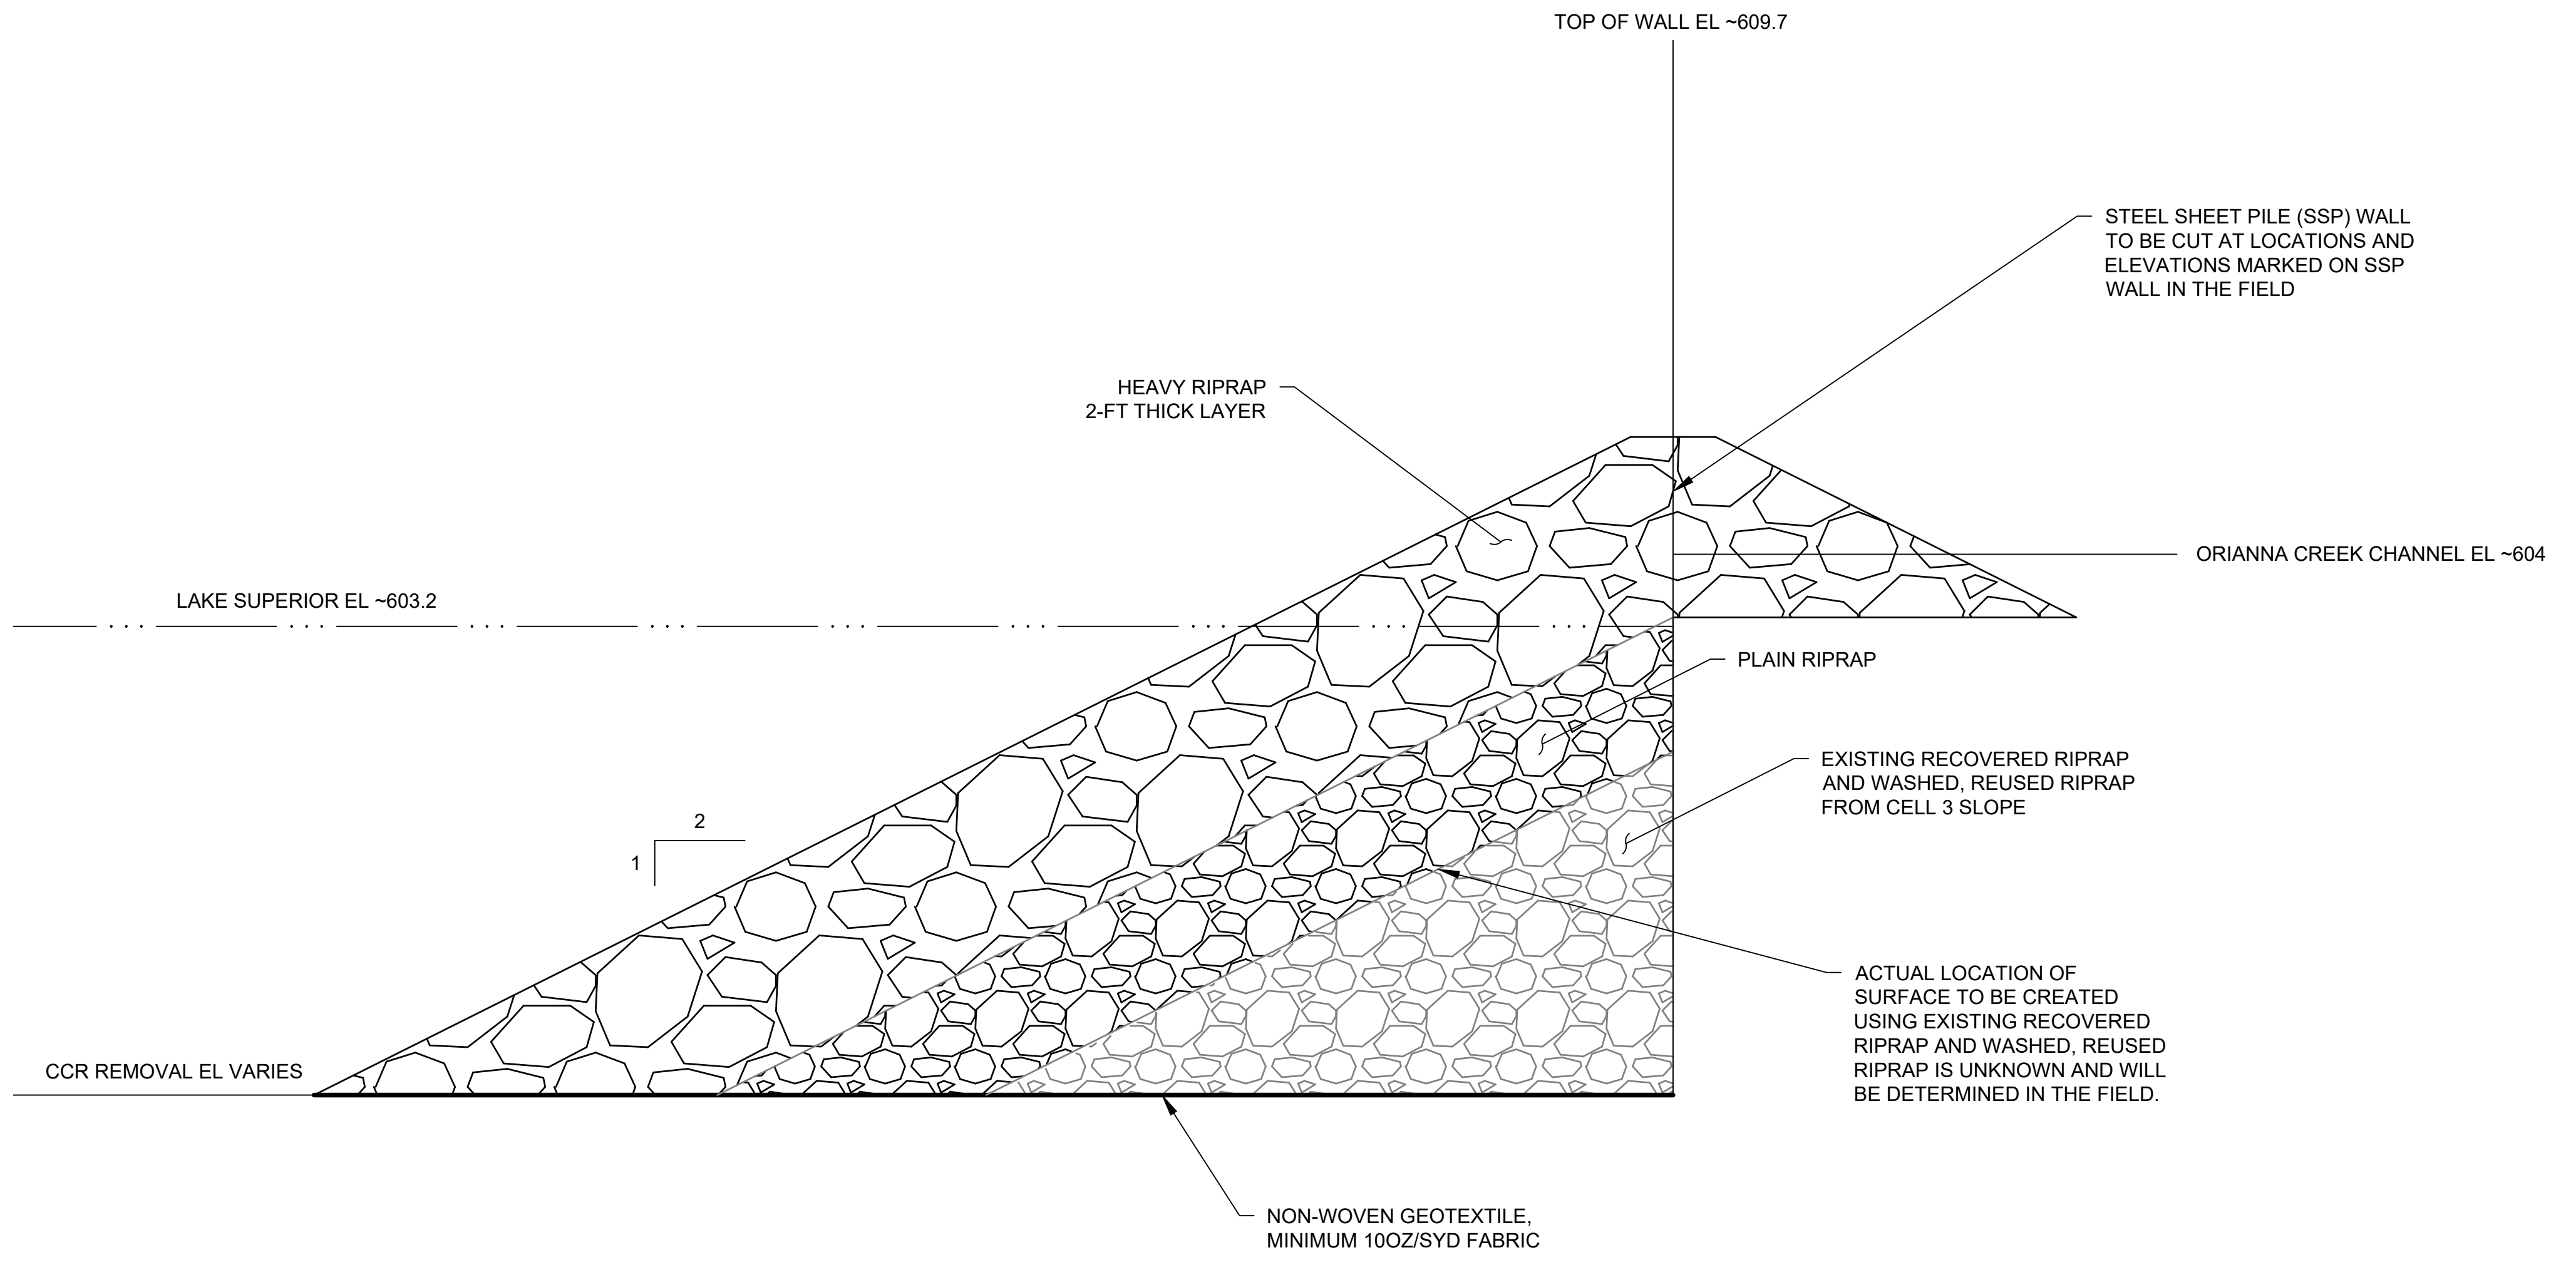 TOP OF WALL EL ~609.7
STEEL SHEET PILE (SSP) WALL
TO BE CUT AT LOCATIONS AND
ELEVATIONS MARKED ON SSP
WALL IN THE FIELD
HEAVY RIPRAP
2-FT THICK LAYER
ORIANNA CREEK CHANNEL EL ~604
LAKE SUPERIOR EL ~603.2
PLAIN RIPRAP
EXISTING RECOVERED RIPRAP
AND WASHED, REUSED RIPRAP
FROM CELL 3 SLOPE
2
1
ACTUAL LOCATION OF
SURFACE TO BE CREATED
USING EXISTING RECOVERED
RIPRAP AND WASHED, REUSED
RIPRAP IS UNKNOWN AND WILL
BE DETERMINED IN THE FIELD.
CCR REMOVAL EL VARIES
NON-WOVEN GEOTEXTILE,
MINIMUM 10OZ/SYD FABRIC